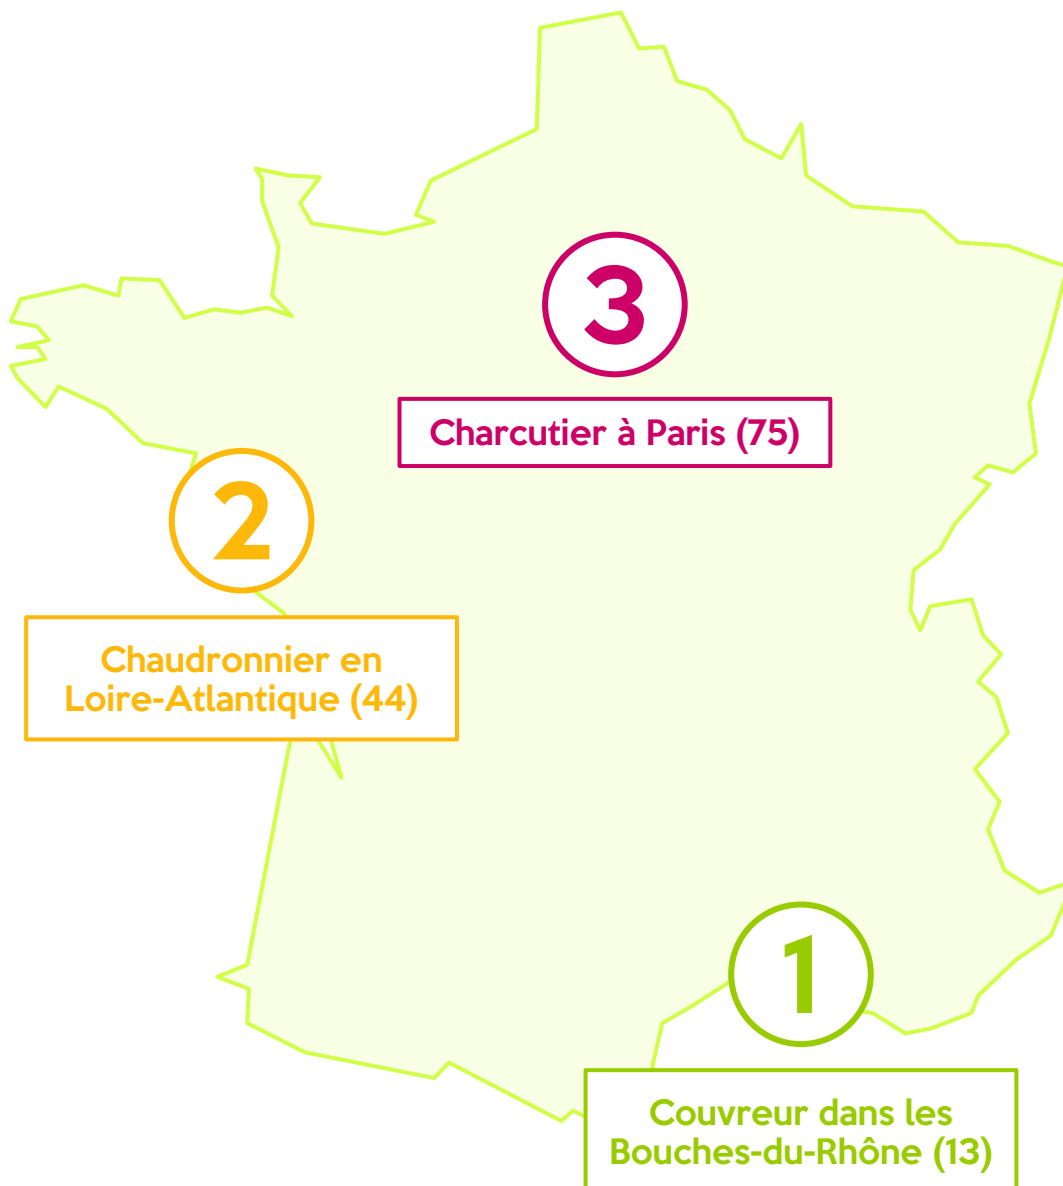 3
Charcutier à Paris (75)
2
Chaudronnier en
Loire-Atlantique (44)
1
Couvreur dans les
Bouches-du-Rhône (13)